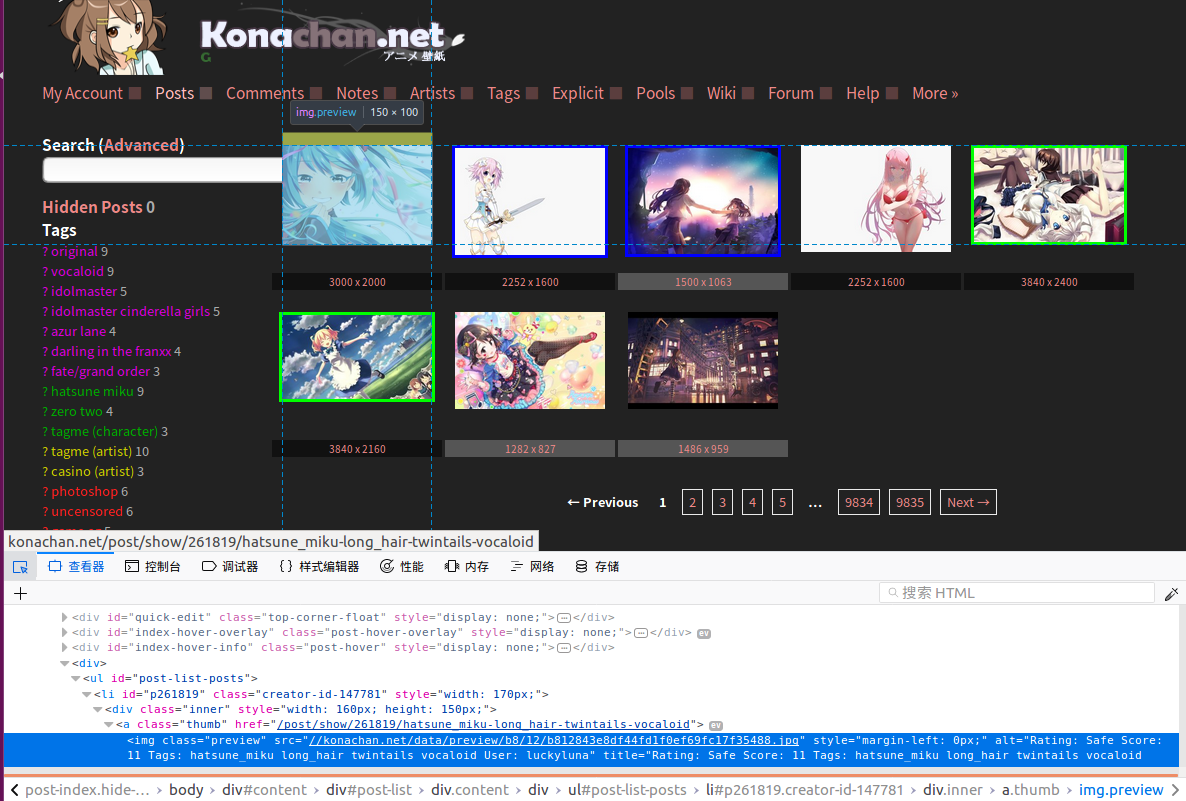 Konachan.net
アニメ 壁紙
G
My Account Posts Comments Notes Artists Tags Explicit Pools Wiki Forum Help More »
img.preview 150 × 100
Search (Advanced)
Hidden Posts 0
Tags
? original 9
? vocaloid 9
? idolmaster 5
? idolmaster cinderella girls 5
? azur lane 4
? darling in the franxx 4
? fate/grand order 3
? hatsune miku 9
? zero two 4
? tagme (character) 3
? tagme (artist) 10
? casino (artist) 3
? photoshop 6
? uncensored 6
3000 x 2000 2252 x 1600 1500 x 1063 2252 x 1600 3840 x 2400
3840 x 2160 1282 x 827 1486 x 959
← Previous 1 2 3 4 5 … 9834 9835 Next →
konachan.net/post/show/261819/hatsune_miku-long_hair-twintails-vocaloid
查看器 控制台 调试器 {} 样式编辑器 性能 内存 网络 存储
+ 搜索 HTML
<div id="quick-edit" class="top-corner-float" style="display: none;">…</div>
<div id="index-hover-overlay" class="post-hover-overlay" style="display: none;">…</div> ev
<div id="index-hover-info" class="post-hover" style="display: none;">…</div>
<div>
<ul id="post-list-posts">
<li id="p261819" class="creator-id-147781" style="width: 170px;">
<div class="inner" style="width: 160px; height: 150px;">
<a class="thumb" href="/post/show/261819/hatsune_miku-long_hair-twintails-vocaloid"> ev
<img class="preview" src="//konachan.net/data/preview/b8/12/b812843e8df44fd1f0ef69fc17f35488.jpg" style="margin-left: 0px;" alt="Rating: Safe Score:
11 Tags: hatsune_miku long_hair twintails vocaloid User: luckyluna" title="Rating: Safe Score: 11 Tags: hatsune_miku long_hair twintails vocaloid
post-index.hide-… › body › div#content › div#post-list › div.content › div › ul#post-list-posts › li#p261819.creator-id-147781 › div.inner › a.thumb › img.preview